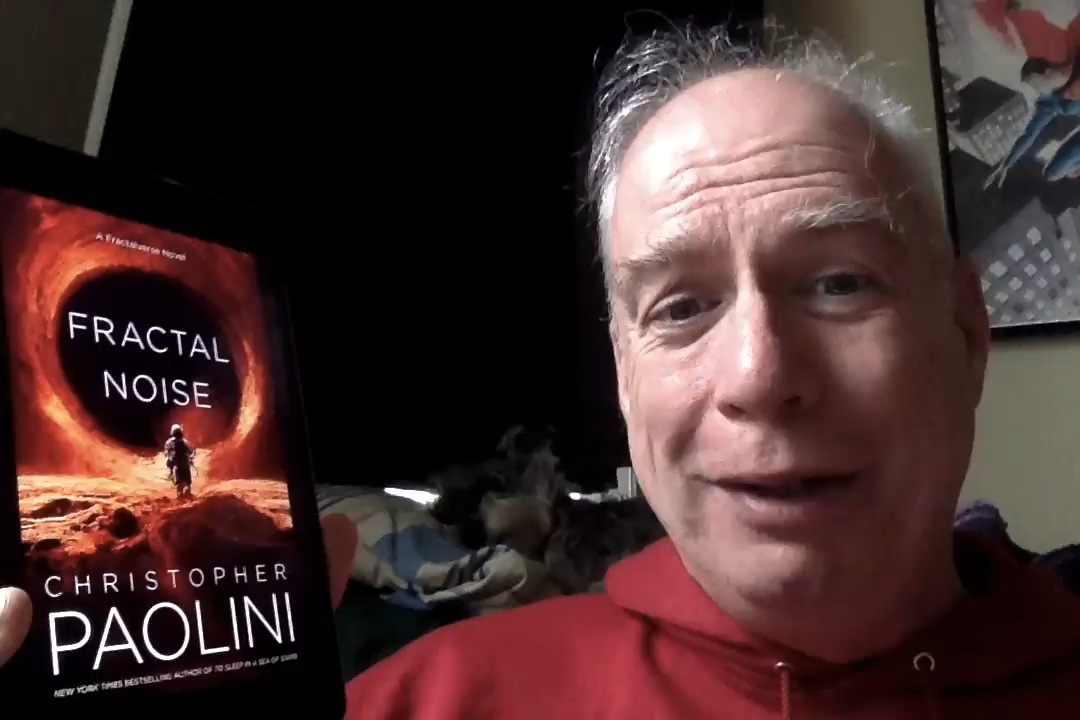 A Fractalverse Novel
FRACTAL
NOISE
CHRISTOPHER
PAOLINI
NEW YORK TIMES BESTSELLING AUTHOR OF TO SLEEP IN A SEA OF STARS